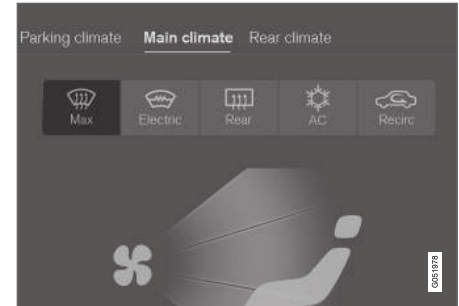 Parking climate Main climate Rear climate
Max Electric Rear AC Recirc
G051978